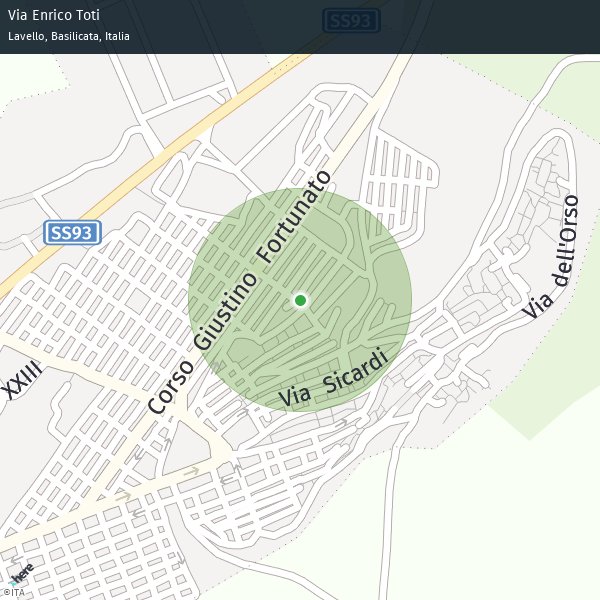 Via Enrico Toti
Lavello, Basilicata, Italia
SS93
Corso Giustino Fortunato
SS93
Via dell'Orso
XXIII
Via Sicardi
here
©ITA